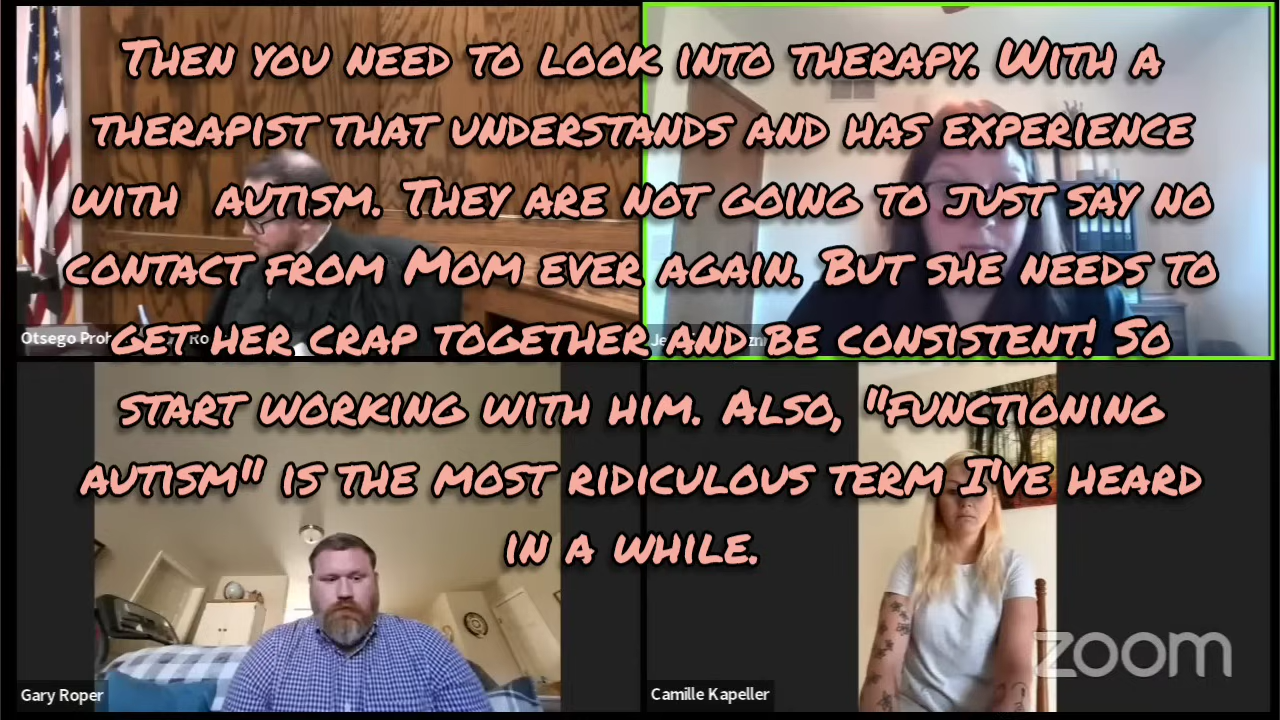 Then you need to look into therapy. With a
therapist that understands and has experience
with autism. They are not going to just say no
contact from Mom ever again. But she needs to
get her crap together and be consistent! So
start working with him. Also, "functioning
autism" is the most ridiculous term I've heard
in a while.
Otsego
Gary Roper
Camille Kapeller
zoom